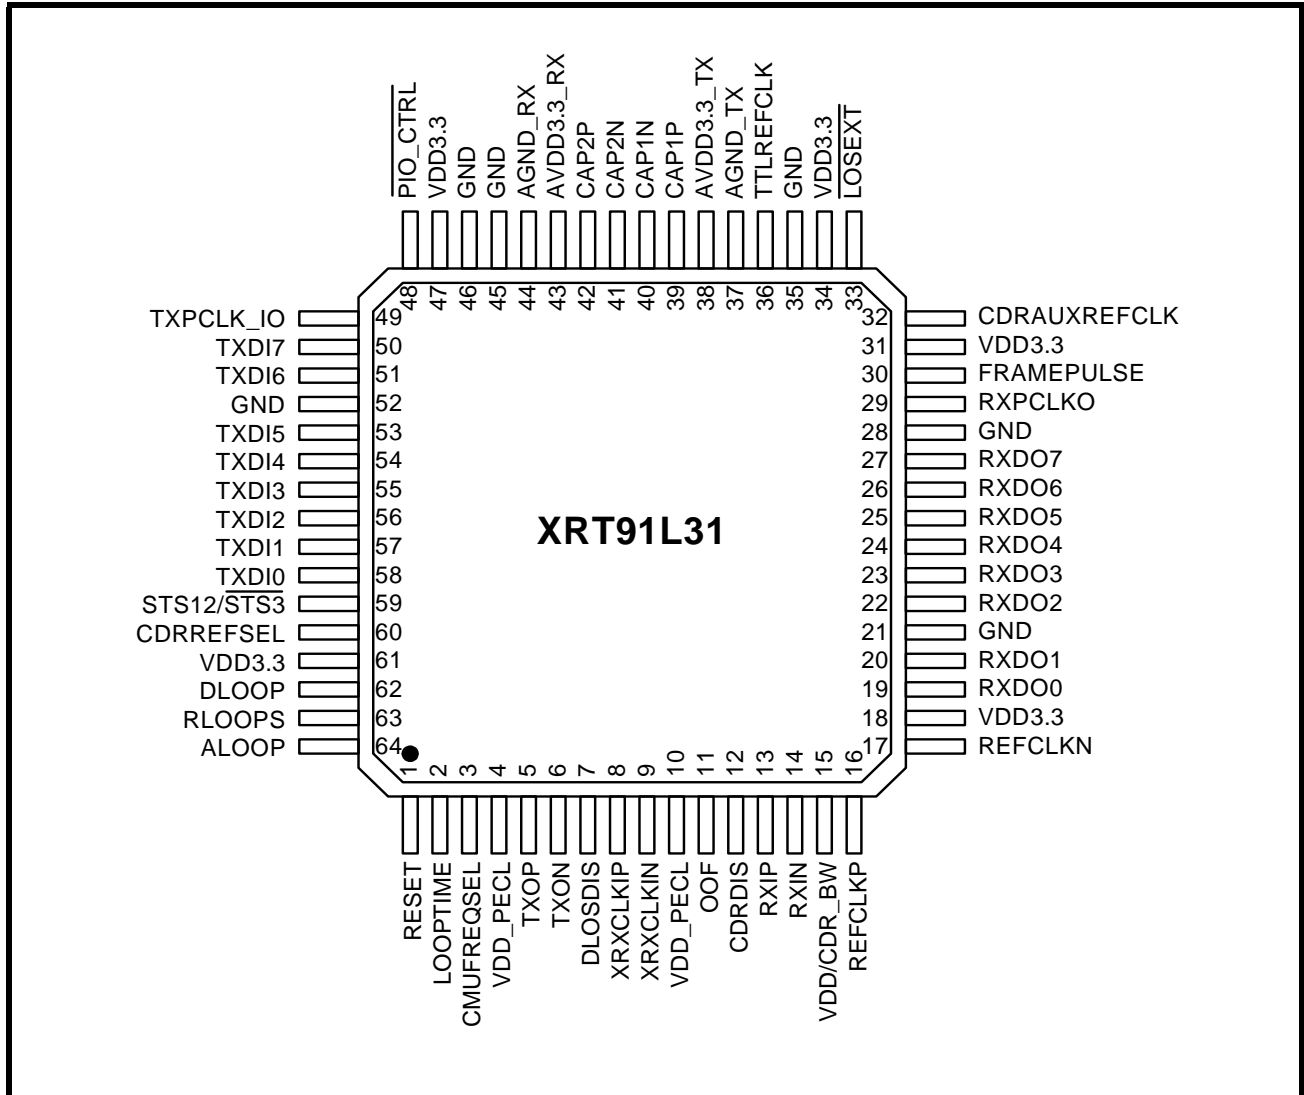 PIO_CTRL
VDD3.3
GND
GND
AGND_RX
AVDD3.3_RX
CAP2P
CAP2N
CAP1N
CAP1P
AVDD3.3_TX
AGND_TX
TTLREFCLK
GND
VDD3.3
LOSEXT
48
47
46
45
44
43
42
41
40
39
38
37
36
35
34
33
TXPCLK_IO 49
TXDI7 50
TXDI6 51
GND 52
TXDI5 53
TXDI4 54
TXDI3 55
TXDI2 56
TXDI1 57
TXDI0 58
STS12/STS3 59
CDRREFSEL 60
VDD3.3 61
DLOOP 62
RLOOPS 63
ALOOP 64
XRT91L31
32 CDRAUXREFCLK
31 VDD3.3
30 FRAMEPULSE
29 RXPCLKO
28 GND
27 RXDO7
26 RXDO6
25 RXDO5
24 RXDO4
23 RXDO3
22 RXDO2
21 GND
20 RXDO1
19 RXDO0
18 VDD3.3
17 REFCLKN
1
2
3
4
5
6
7
8
9
10
11
12
13
14
15
16
RESET
LOOPTIME
CMUFREQSEL
VDD_PECL
TXOP
TXON
DLOSDIS
XRXCLKIP
XRXCLKIN
VDD_PECL
OOF
CDRDIS
RXIP
RXIN
VDD/CDR_BW
REFCLKP